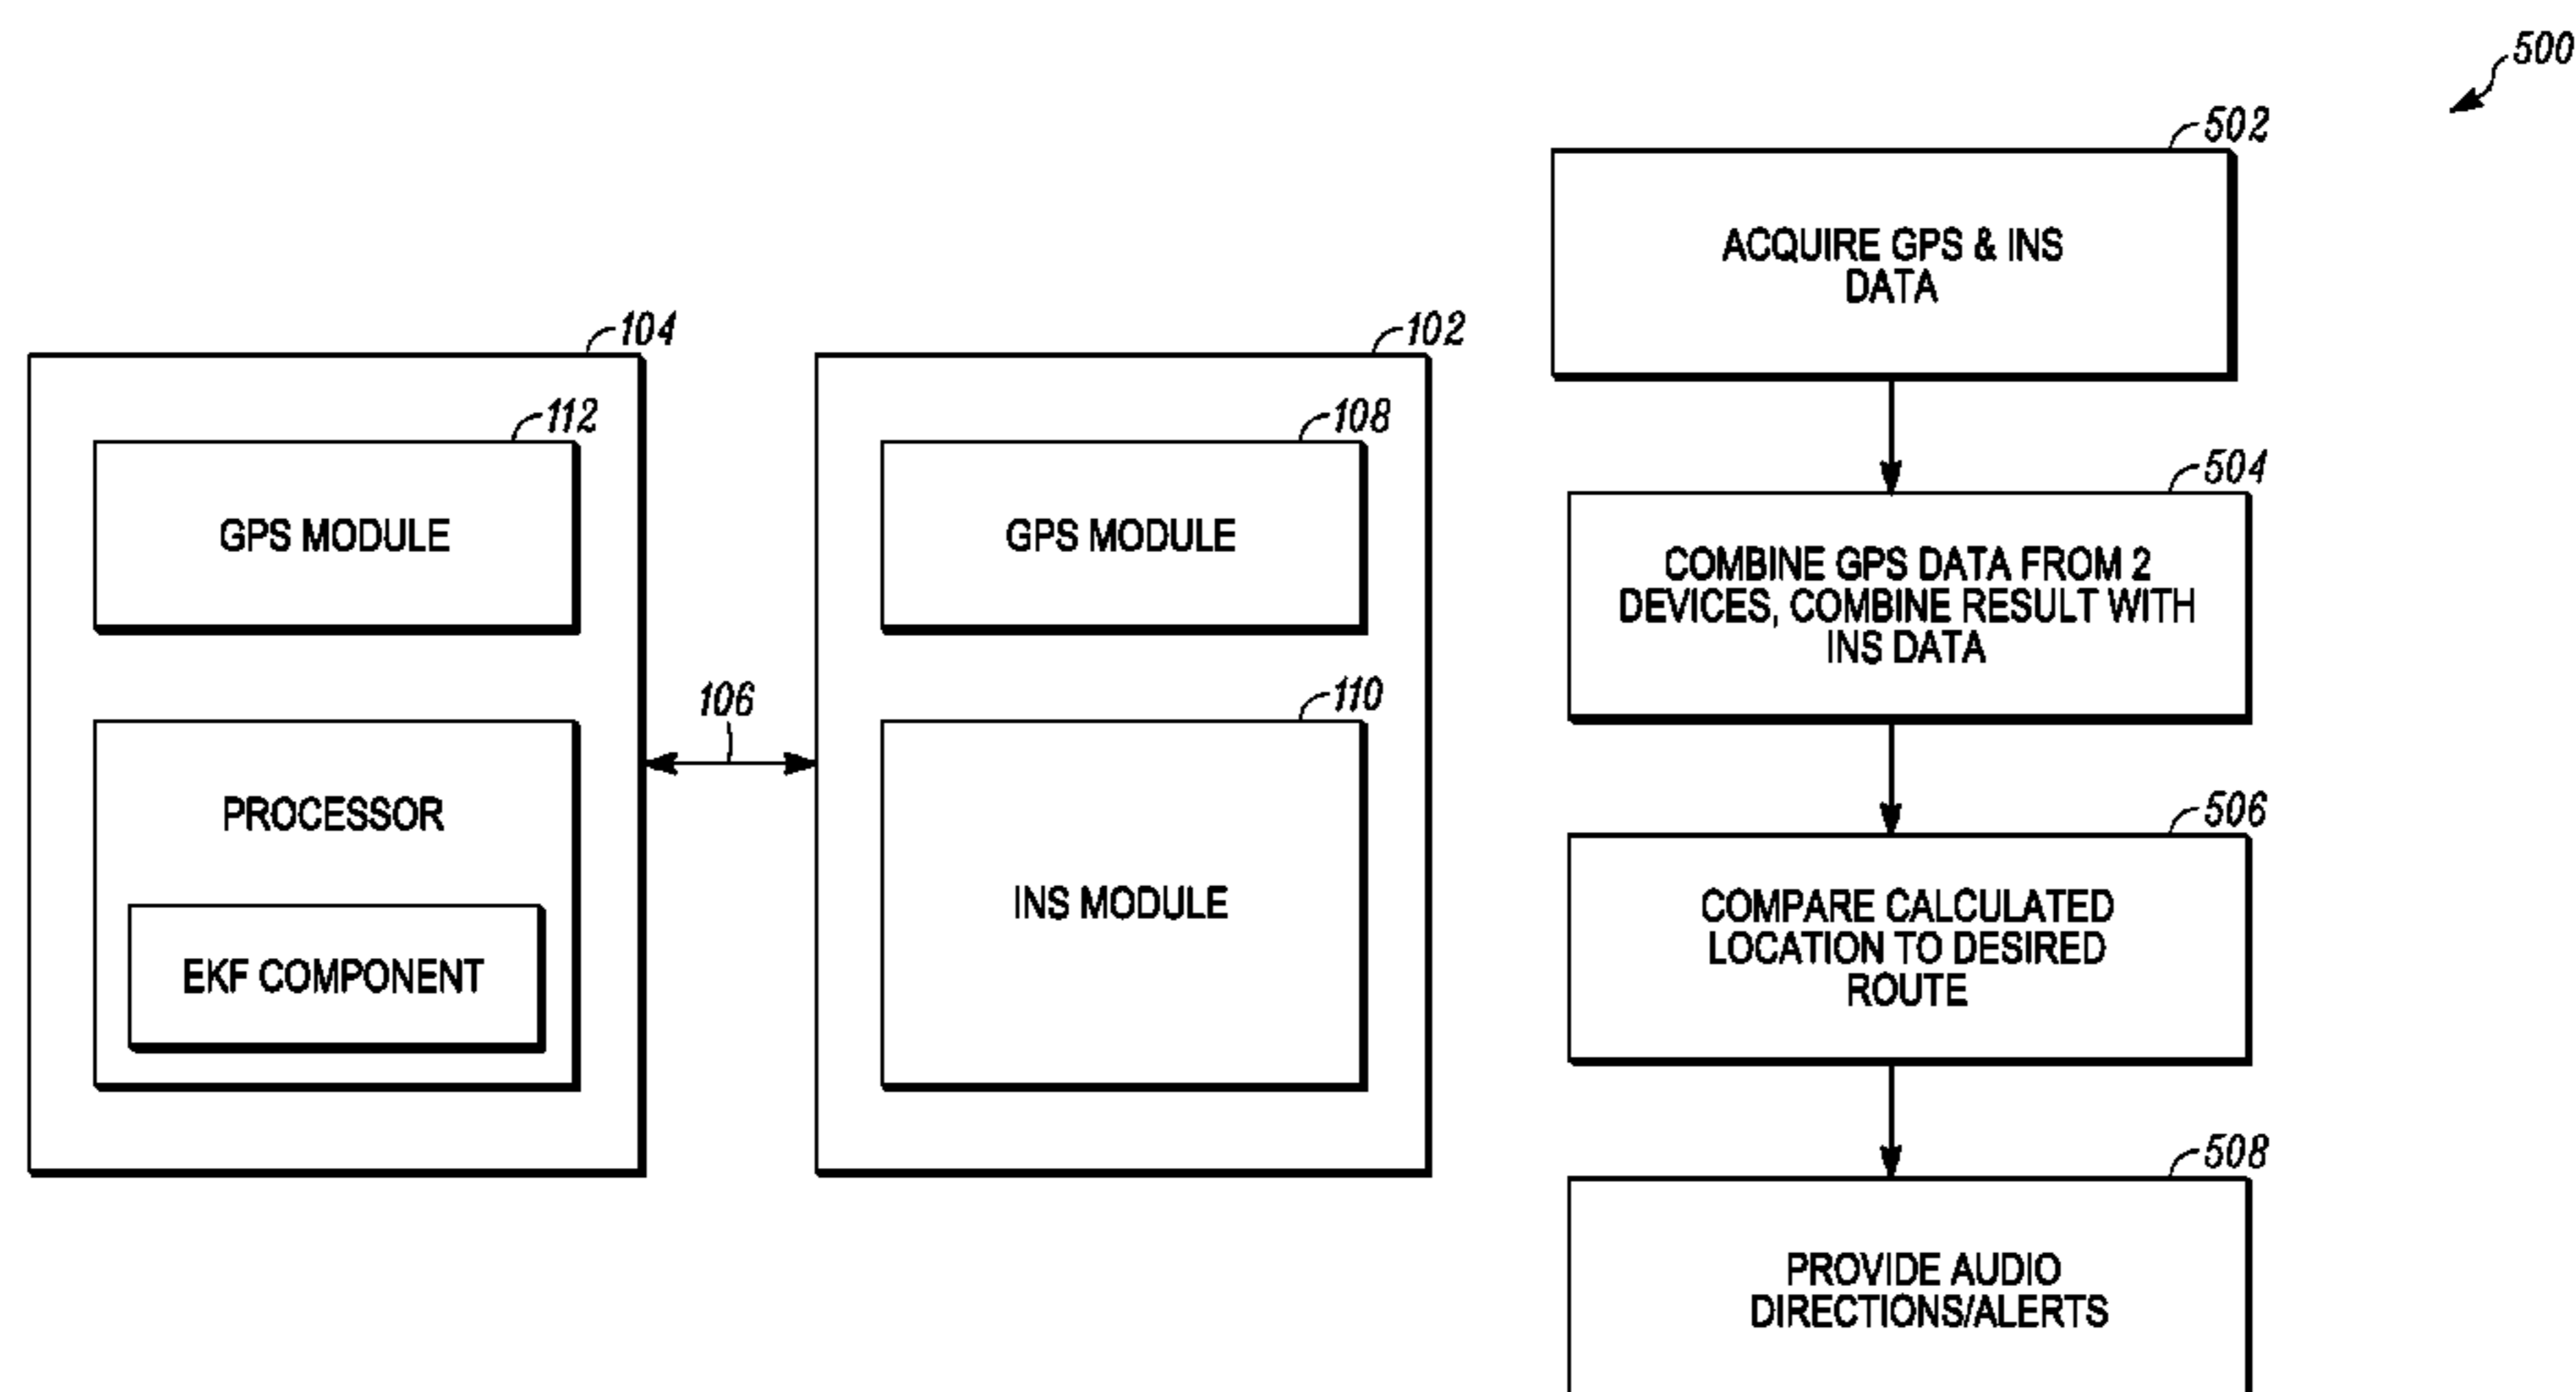 104
112
GPS MODULE
PROCESSOR
EKF COMPONENT
106
102
108
GPS MODULE
110
INS MODULE
500
502
ACQUIRE GPS & INS
DATA
504
COMBINE GPS DATA FROM 2
DEVICES, COMBINE RESULT WITH
INS DATA
506
COMPARE CALCULATED
LOCATION TO DESIRED
ROUTE
508
PROVIDE AUDIO
DIRECTIONS/ALERTS